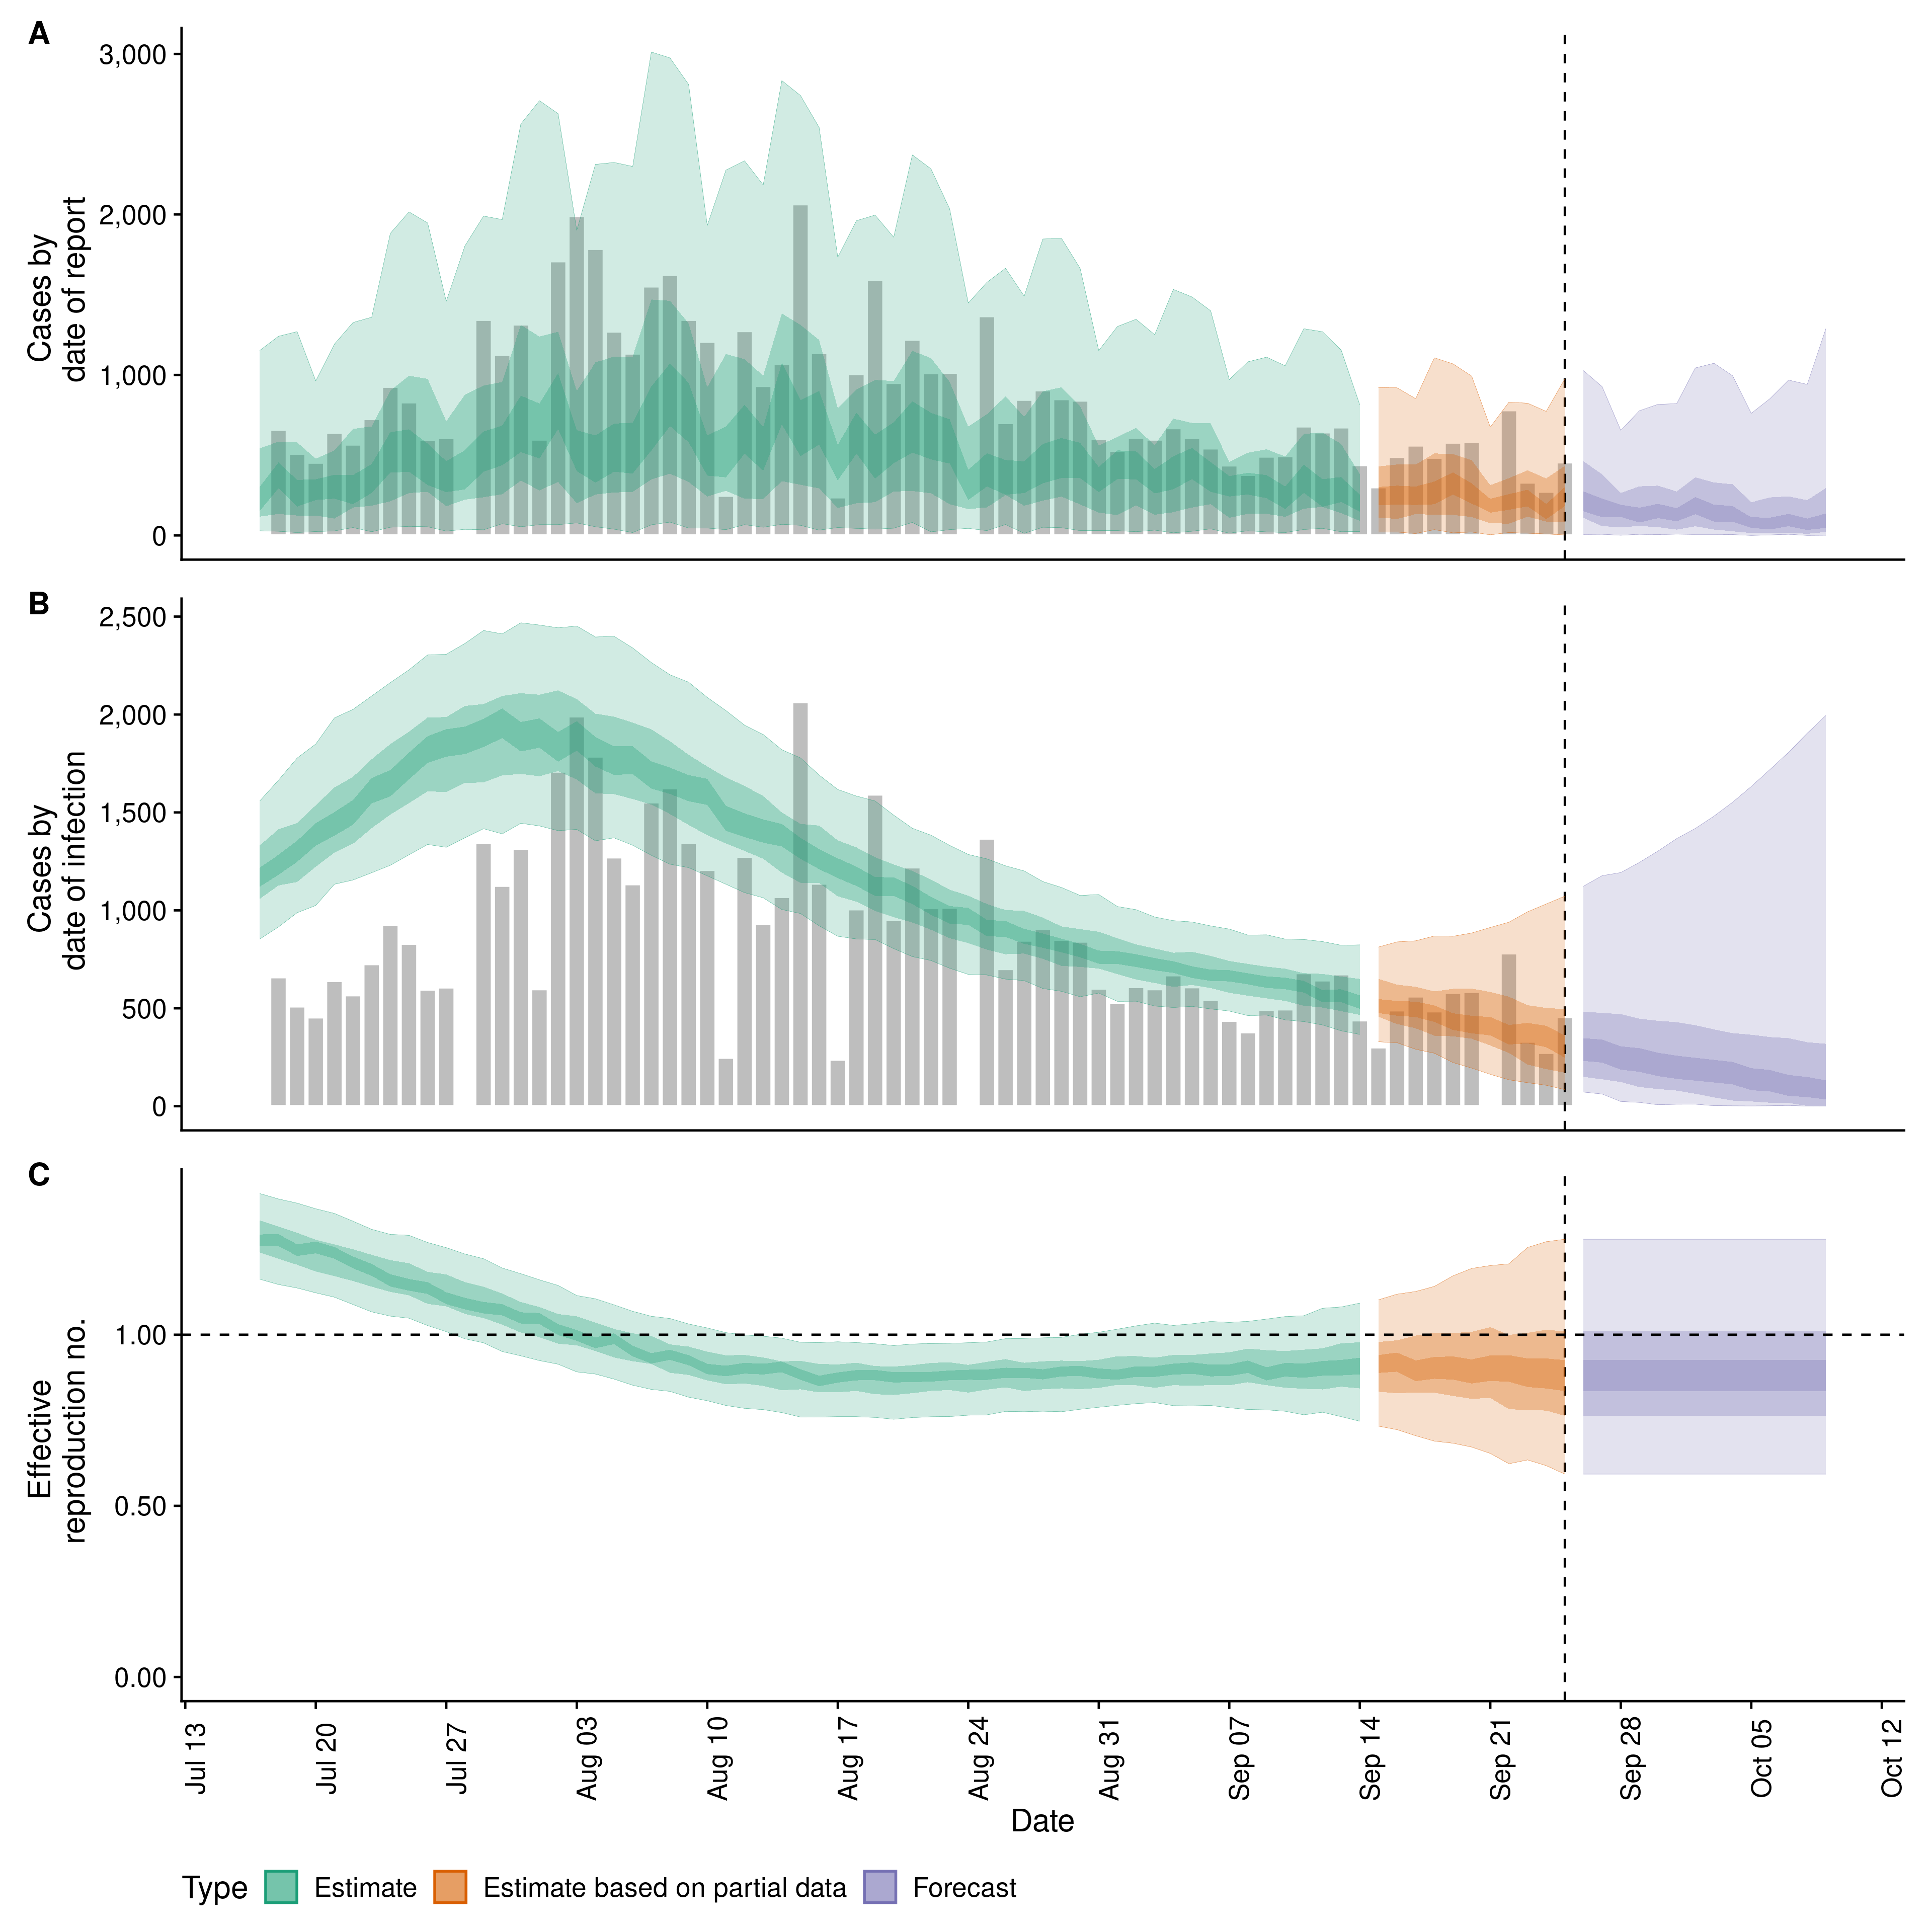 A
3,000
2,000
1,000
0
Cases by
date of report
B
2,500
2,000
1,500
1,000
500
0
Cases by
date of infection
C
1.00
0.50
0.00
Effective
reproduction no.
Jul 13
Jul 20
Jul 27
Aug 03
Aug 10
Aug 17
Aug 24
Aug 31
Sep 07
Sep 14
Sep 21
Sep 28
Oct 05
Oct 12
Date
Type Estimate Estimate based on partial data Forecast